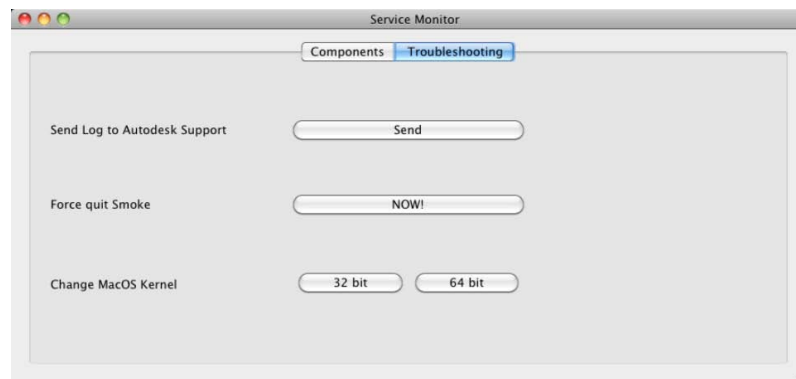 Service Monitor
Components Troubleshooting
Send Log to Autodesk Support Send
Force quit Smoke NOW!
Change MacOS Kernel 32 bit 64 bit